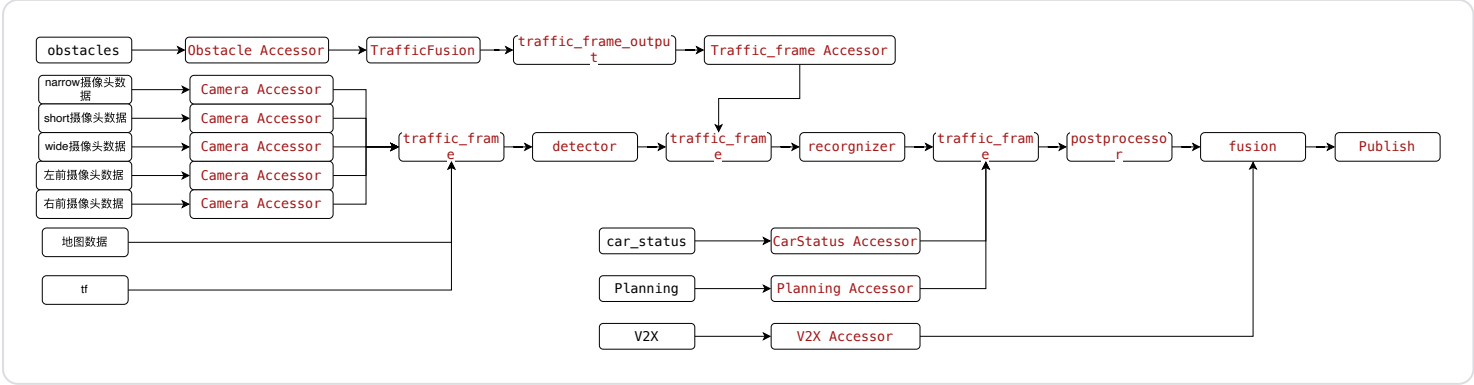 obstacles
Obstacle Accessor
TrafficFusion
traffic_frame_outpu
t
Traffic_frame Accessor
narrow摄像头数
据
Camera Accessor
short摄像头数据
Camera Accessor
wide摄像头数据
Camera Accessor
左前摄像头数据
Camera Accessor
右前摄像头数据
Camera Accessor
traffic_fram
e
detector
traffic_fram
e
recorgnizer
traffic_fram
e
postprocesso
r
fusion
Publish
地图数据
tf
car_status
CarStatus Accessor
Planning
Planning Accessor
V2X
V2X Accessor